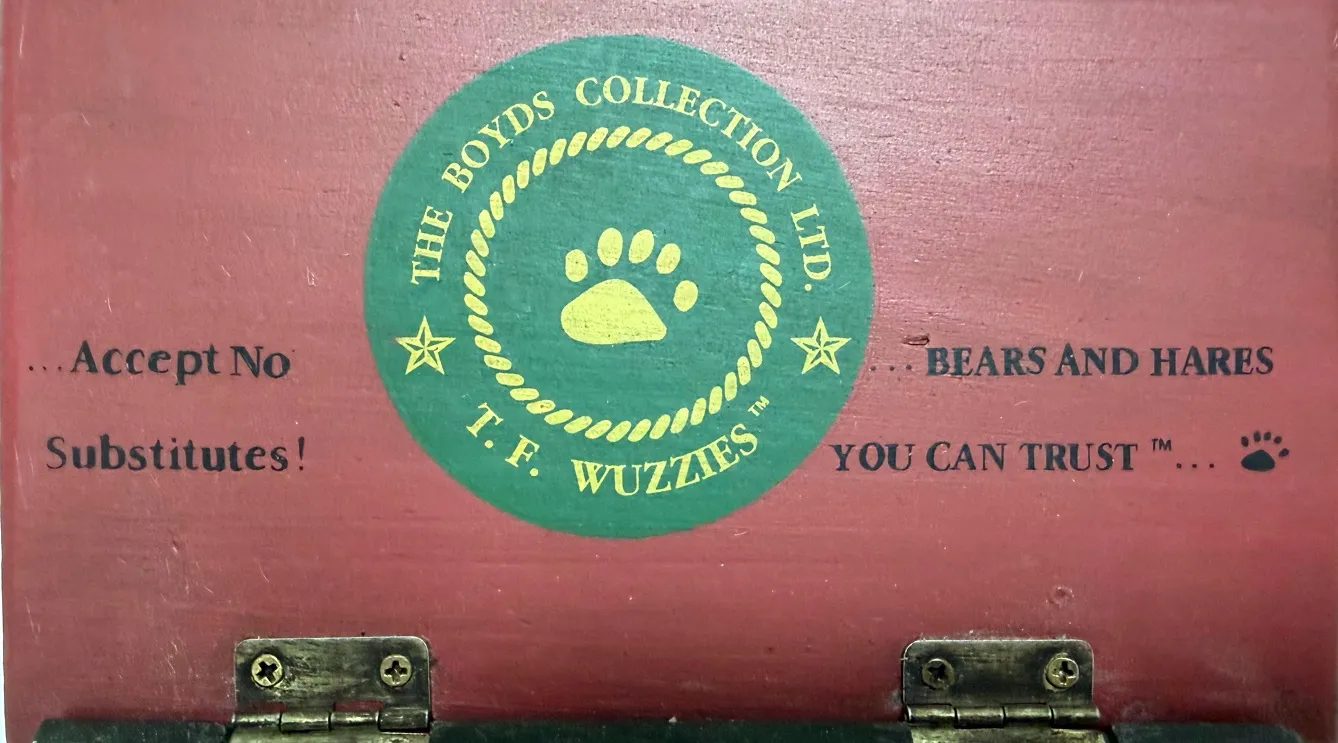 THE BOYDS COLLECTION LTD.
T. F. WUZZIES™
...Accept No
Substitutes!
...BEARS AND HARES
YOU CAN TRUST™...